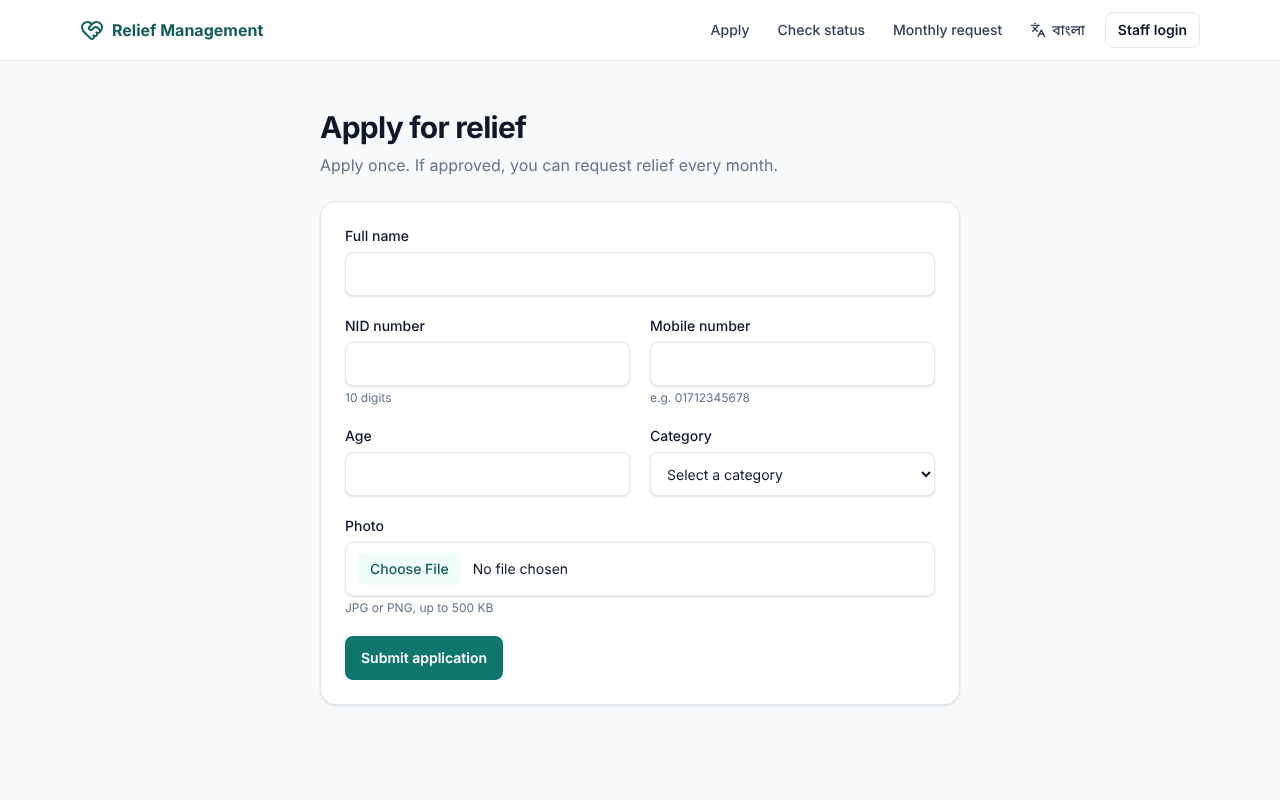 Relief Management
Apply
Check status
Monthly request
বাংলা
Staff login
Apply for relief
Apply once. If approved, you can request relief every month.
Full name
NID number
Mobile number
10 digits
e.g. 01712345678
Age
Category
Select a category
Photo
Choose File No file chosen
JPG or PNG, up to 500 KB
Submit application